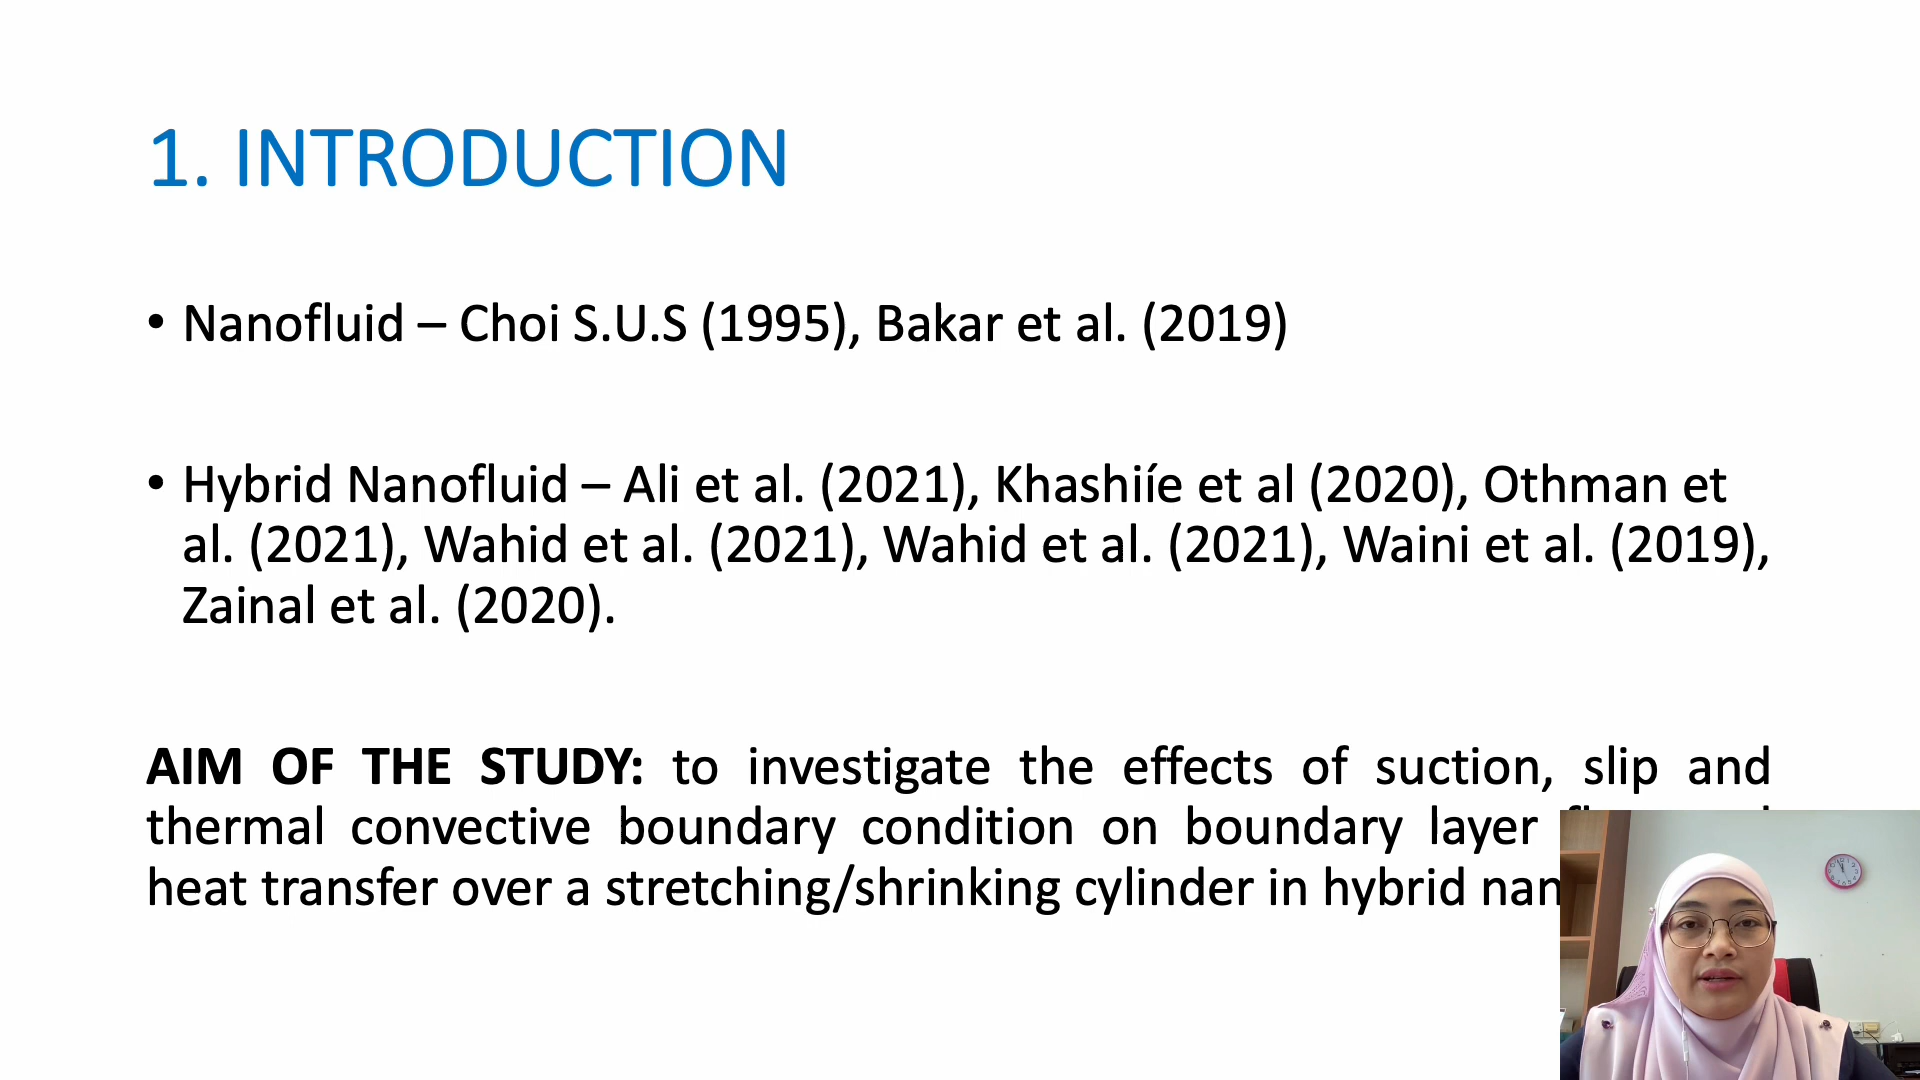 1. INTRODUCTION
• Nanofluid – Choi S.U.S (1995), Bakar et al. (2019)
• Hybrid Nanofluid – Ali et al. (2021), Khashiíe et al (2020), Othman et
al. (2021), Wahid et al. (2021), Wahid et al. (2021), Waini et al. (2019),
Zainal et al. (2020).
AIM OF THE STUDY: to investigate the effects of suction, slip and
thermal convective boundary condition on boundary layer
heat transfer over a stretching/shrinking cylinder in hybrid